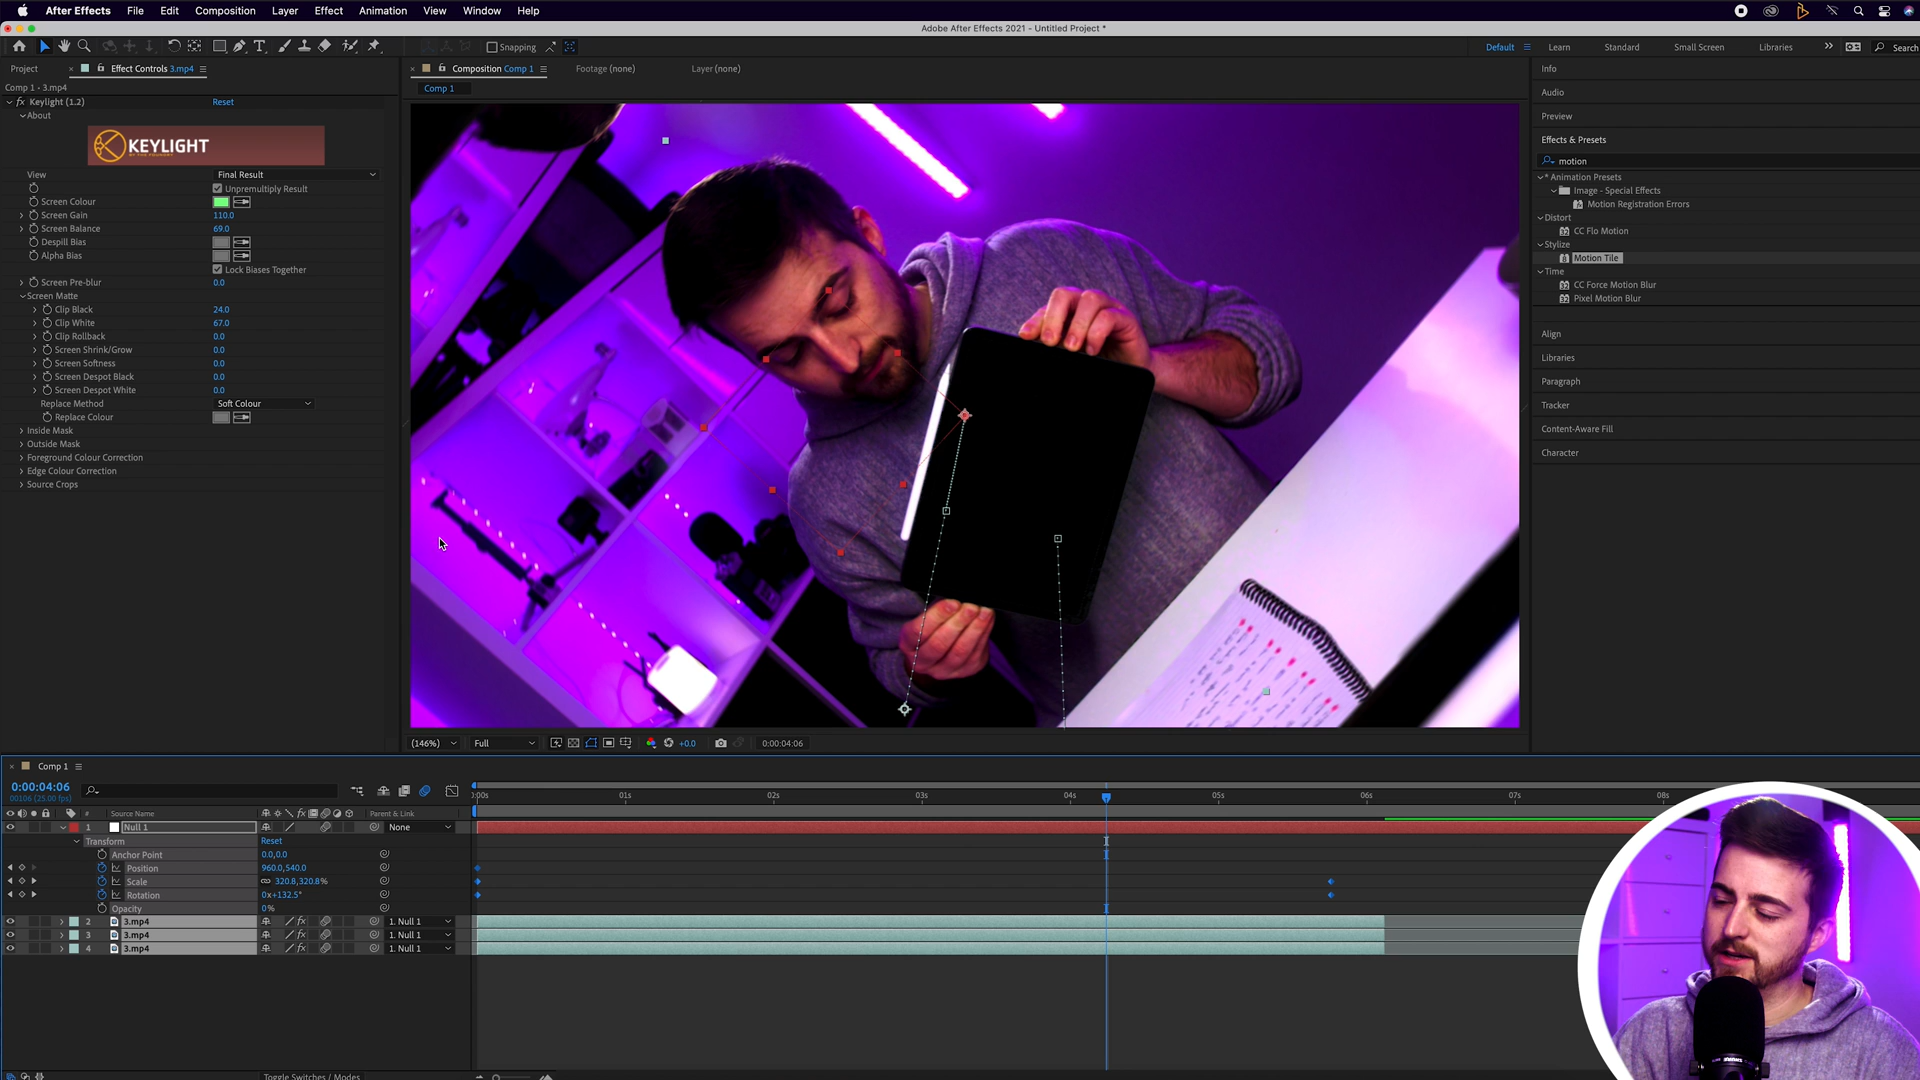 After Effects File Edit Composition Layer Effect Animation View Window Help
Adobe After Effects 2021 - Untitled Project *
Snapping
Default Learn Standard Small Screen Libraries Search
Project Effect Controls 3.mp4
Composition Comp 1 Footage (none) Layer (none)
Info
Comp 1 - 3.mp4
Comp 1
Keylight (1.2) Reset
Audio
About
Preview
KEYLIGHT
Effects & Presets
motion
View Final Result
* Animation Presets
Unpremultiply Result
Image - Special Effects
Screen Colour
Motion Registration Errors
Screen Gain 110.0
Distort
Screen Balance 69.0
CC Flo Motion
Despill Bias
Stylize
Alpha Bias
Motion Tile
Lock Biases Together
Time
Screen Pre-blur 0.0
CC Force Motion Blur
Screen Matte
Pixel Motion Blur
Clip Black 24.0
Clip White 67.0
Clip Rollback 0.0
Align
Screen Shrink/Grow 0.0
Libraries
Screen Softness 0.0
Screen Despot Black 0.0
Paragraph
Screen Despot White 0.0
Replace Method Soft Colour
Tracker
Replace Colour
Inside Mask
Content-Aware Fill
Outside Mask
Character
Foreground Colour Correction
Edge Colour Correction
Source Crops
(146%) Full +0.0 0:00:04:06
Comp 1
0:00:04:06
00106 (25.00 fps)
:00s 01s 02s 03s 04s 05s 06s 07s 08s
# Source Name Parent & Link
1 Null 1 None
Transform Reset
Anchor Point 0.0,0.0
Position 960.0,540.0
Scale 320.8,320.8%
Rotation 0x+132.5°
Opacity 0%
2 3.mp4 1. Null 1
3 3.mp4 1. Null 1
4 3.mp4 1. Null 1
Toggle Switches / Modes